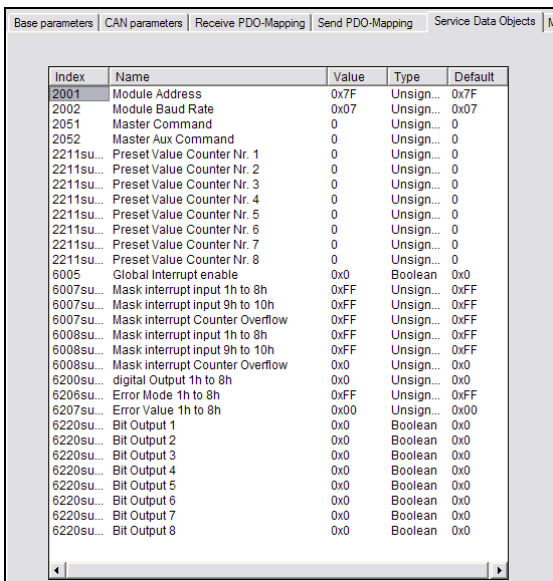 Base parameters CAN parameters Receive PDO-Mapping Send PDO-Mapping Service Data Objects
Index Name Value Type Default
2001 Module Address 0x7F Unsign... 0x7F
2002 Module Baud Rate 0x07 Unsign... 0x07
2051 Master Command 0 Unsign... 0
2052 Master Aux Command 0 Unsign... 0
2211su... Preset Value Counter Nr. 1 0 Unsign... 0
2211su... Preset Value Counter Nr. 2 0 Unsign... 0
2211su... Preset Value Counter Nr. 3 0 Unsign... 0
2211su... Preset Value Counter Nr. 4 0 Unsign... 0
2211su... Preset Value Counter Nr. 5 0 Unsign... 0
2211su... Preset Value Counter Nr. 6 0 Unsign... 0
2211su... Preset Value Counter Nr. 7 0 Unsign... 0
2211su... Preset Value Counter Nr. 8 0 Unsign... 0
6005 Global Interrupt enable 0x0 Boolean 0x0
6007su... Mask interrupt input 1h to 8h 0xFF Unsign... 0xFF
6007su... Mask interrupt input 9h to 10h 0xFF Unsign... 0xFF
6007su... Mask interrupt Counter Overflow 0xFF Unsign... 0xFF
6008su... Mask interrupt input 1h to 8h 0xFF Unsign... 0xFF
6008su... Mask interrupt input 9h to 10h 0xFF Unsign... 0xFF
6008su... Mask interrupt Counter Overflow 0x0 Unsign... 0x0
6200su... digital Output 1h to 8h 0x0 Unsign... 0x0
6206su... Error Mode 1h to 8h 0xFF Unsign... 0xFF
6207su... Error Value 1h to 8h 0x00 Unsign... 0x00
6220su... Bit Output 1 0x0 Boolean 0x0
6220su... Bit Output 2 0x0 Boolean 0x0
6220su... Bit Output 3 0x0 Boolean 0x0
6220su... Bit Output 4 0x0 Boolean 0x0
6220su... Bit Output 5 0x0 Boolean 0x0
6220su... Bit Output 6 0x0 Boolean 0x0
6220su... Bit Output 7 0x0 Boolean 0x0
6220su... Bit Output 8 0x0 Boolean 0x0